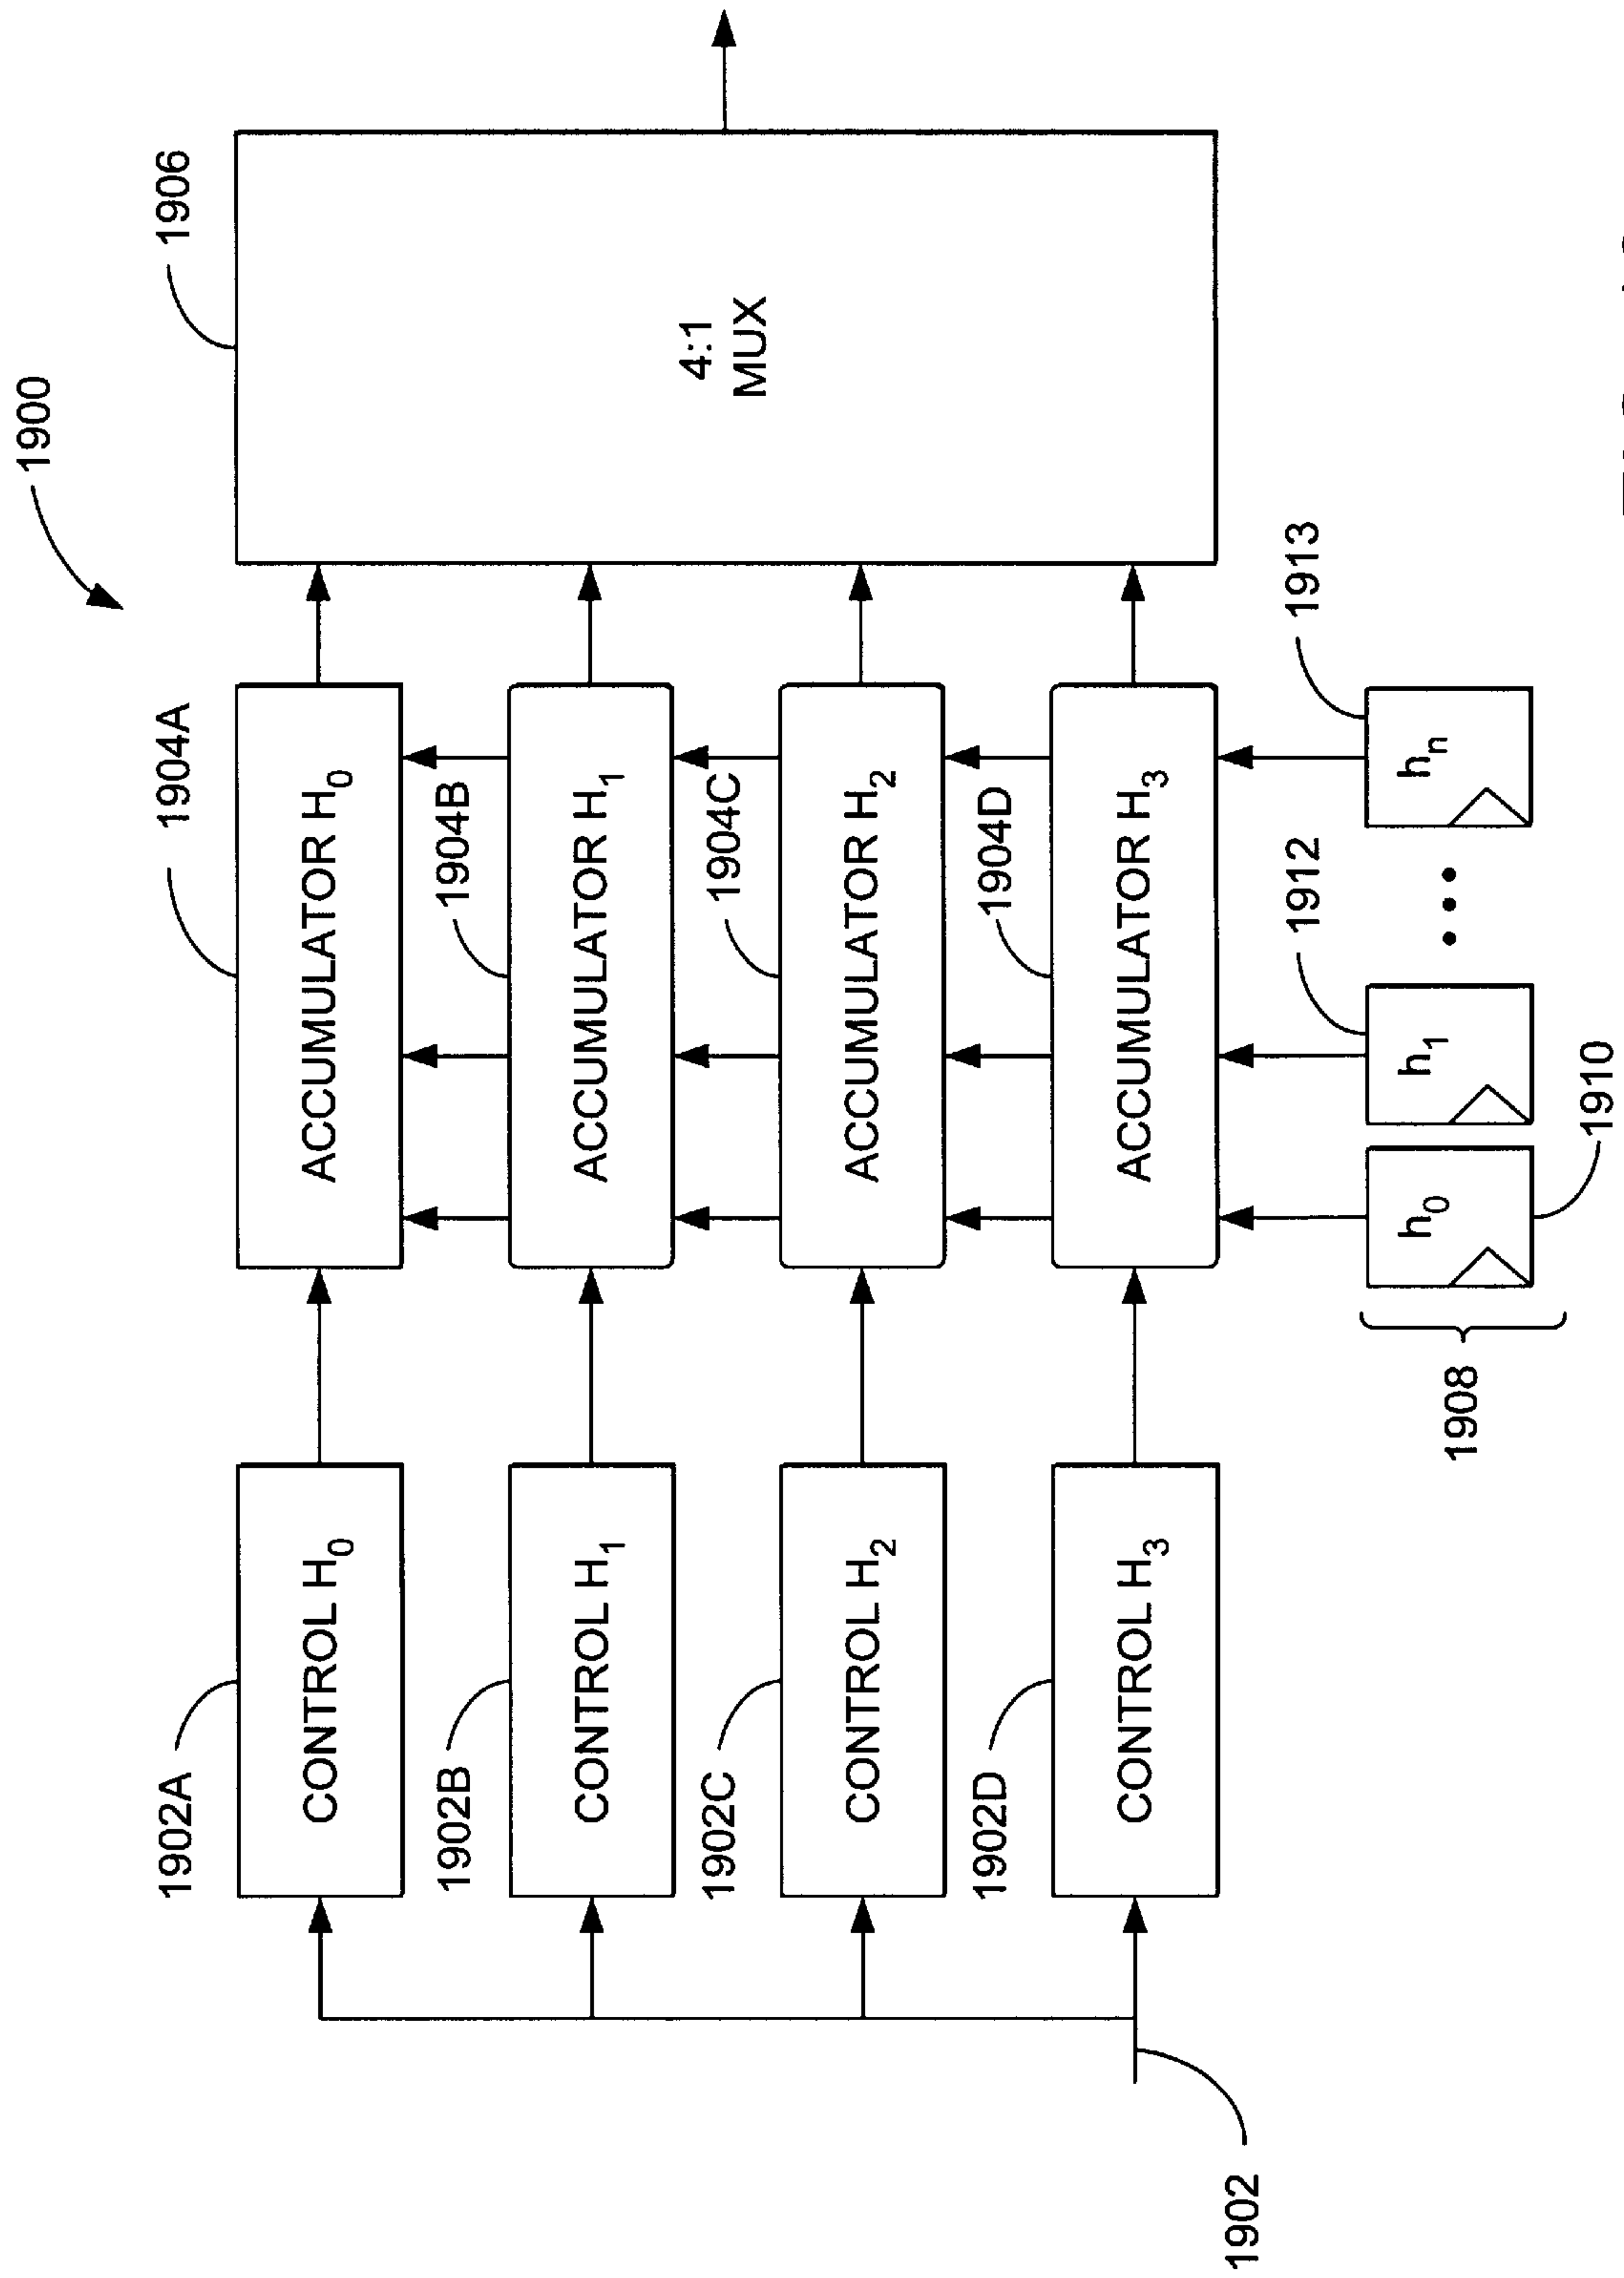 1900
1906
4:1
MUX
1904A
ACCUMULATOR H₀
1904B
ACCUMULATOR H₁
1904C
ACCUMULATOR H₂
1904D
ACCUMULATOR H₃
1902A
CONTROL H₀
1902B
CONTROL H₁
1902C
CONTROL H₂
1902D
CONTROL H₃
1902
1908
h₀
1910
h₁
1912
• • •
hₙ
1913